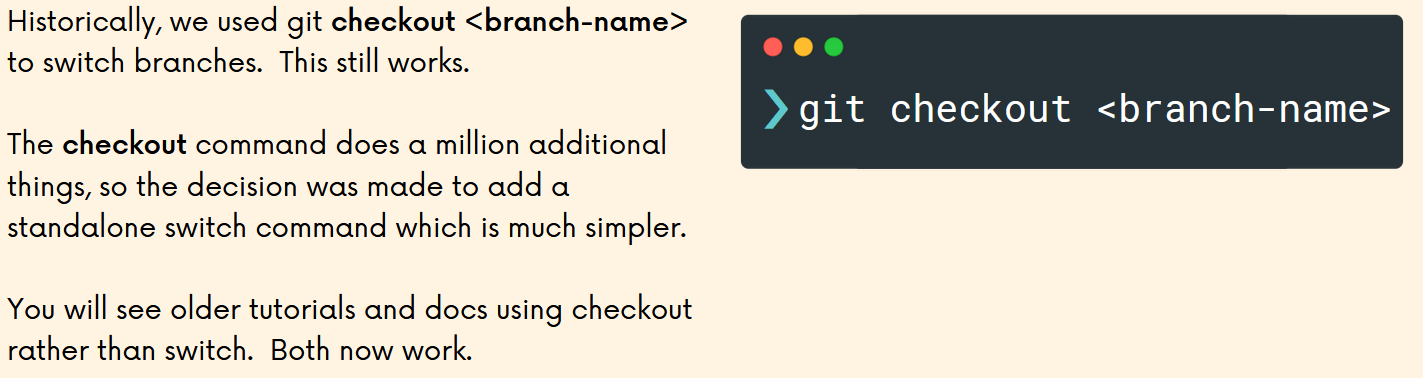 Historically, we used git checkout <branch-name>
to switch branches.  This still works.
The checkout command does a million additional
things, so the decision was made to add a
standalone switch command which is much simpler.
You will see older tutorials and docs using checkout
rather than switch.  Both now work.
❯ git checkout <branch-name>